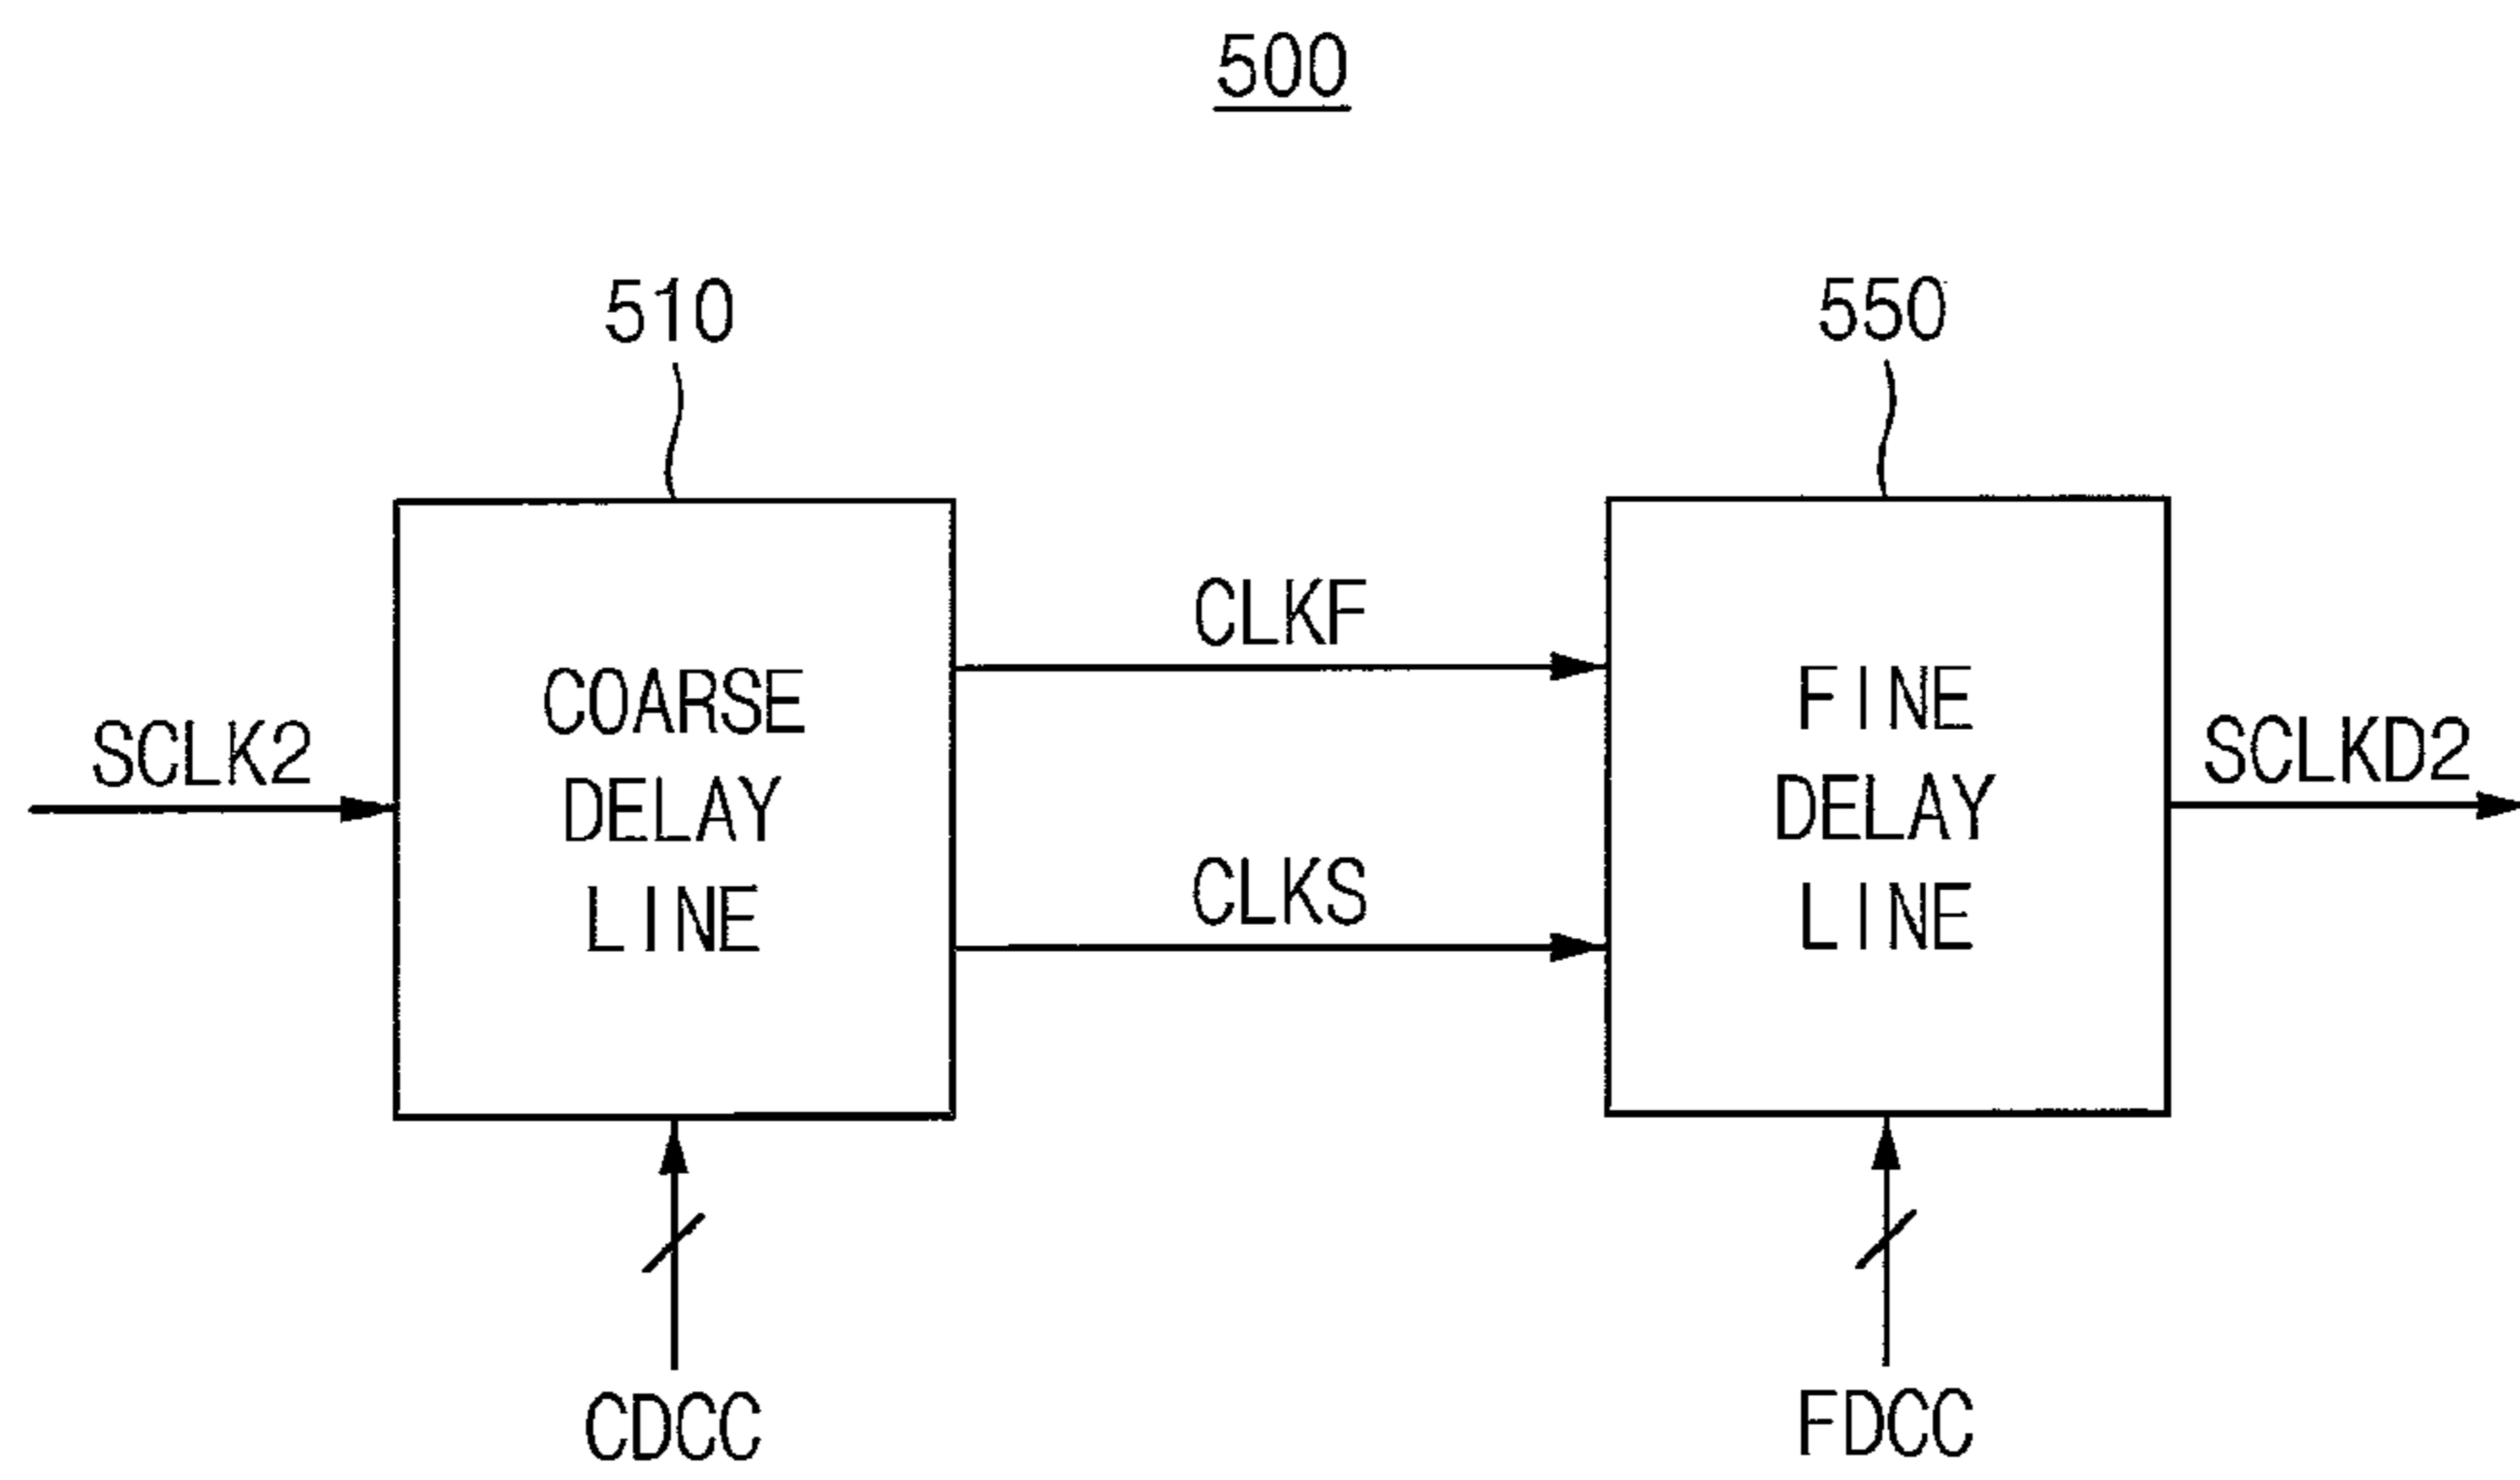 500
510
550
SCLK2
COARSE
DELAY
LINE
CLKF
CLKS
FINE
DELAY
LINE
SCLKD2
CDCC
FDCC